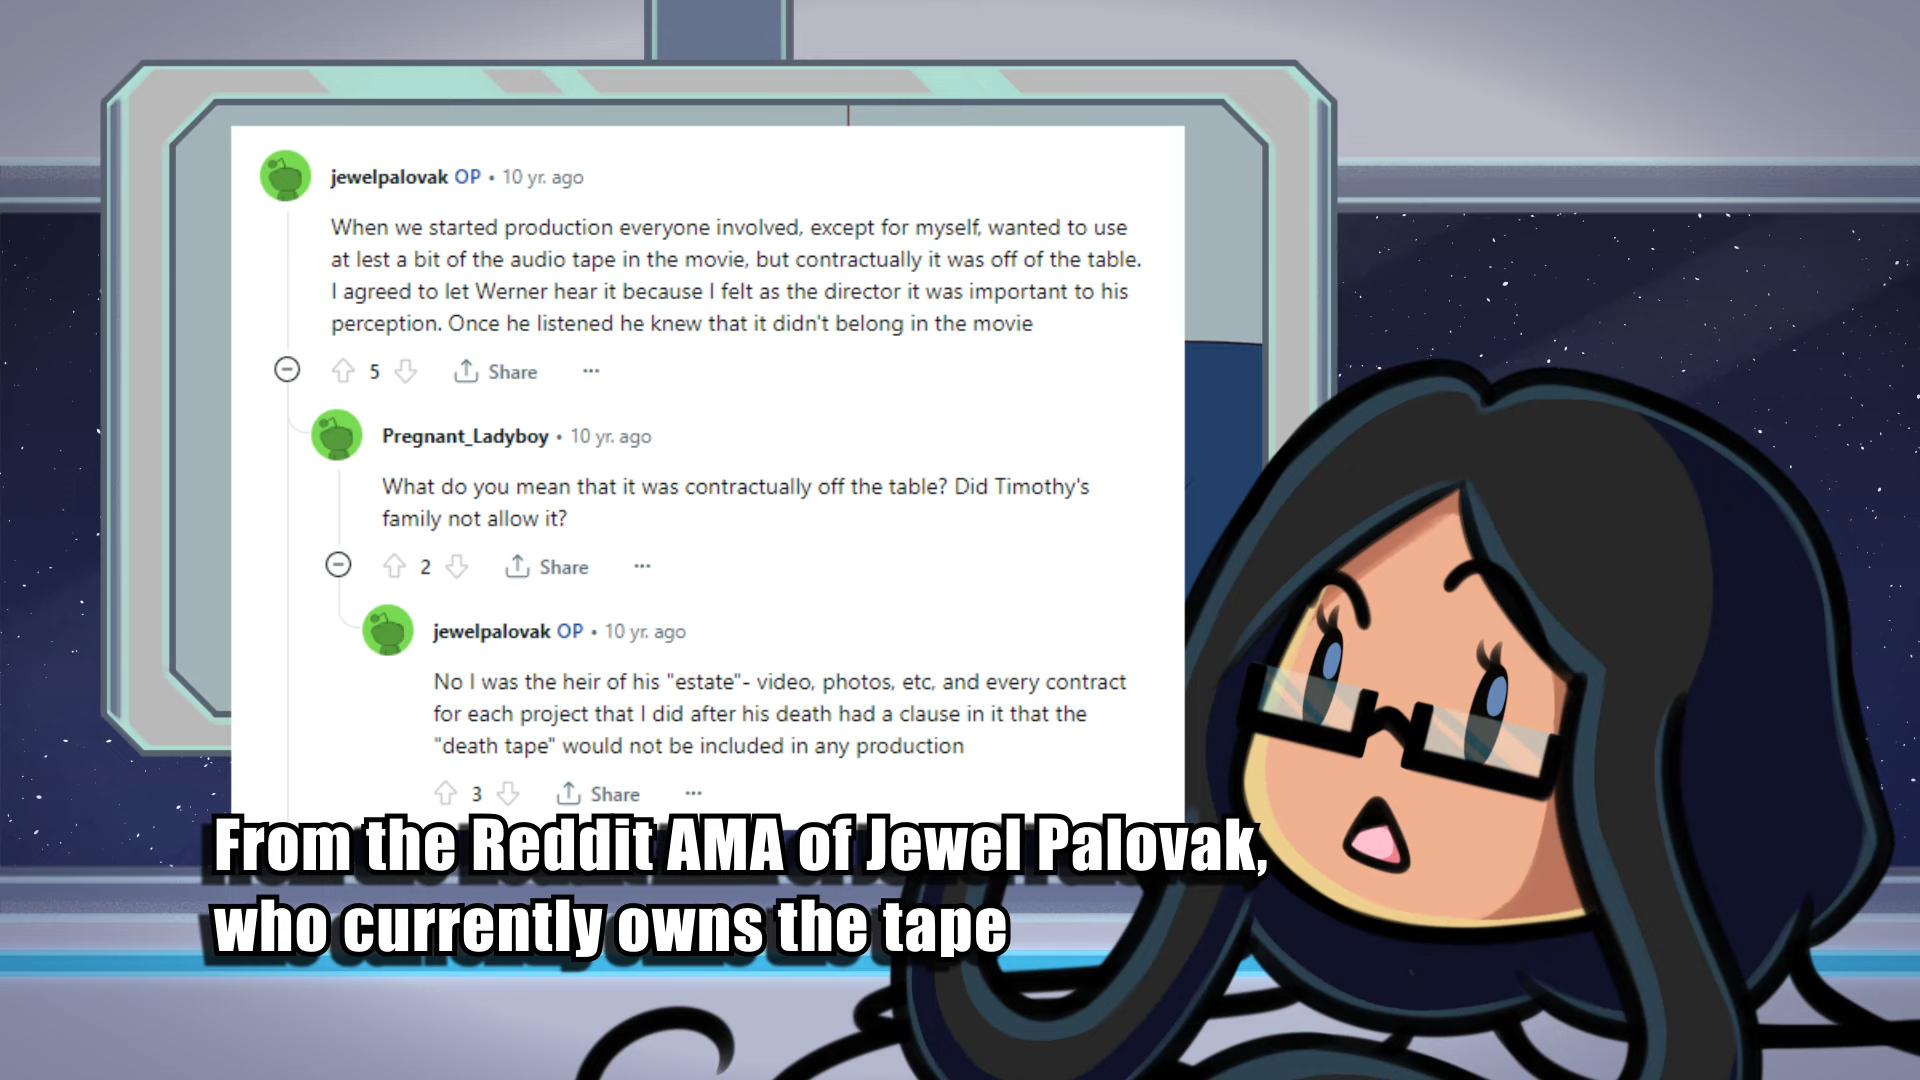 jewelpalovak OP • 10 yr. ago
When we started production everyone involved, except for myself, wanted to use
at lest a bit of the audio tape in the movie, but contractually it was off of the table.
I agreed to let Werner hear it because I felt as the director it was important to his
perception. Once he listened he knew that it didn't belong in the movie
5 Share ...
Pregnant_Ladyboy • 10 yr. ago
What do you mean that it was contractually off the table? Did Timothy's
family not allow it?
2 Share ...
jewelpalovak OP • 10 yr. ago
No I was the heir of his "estate"- video, photos, etc, and every contract
for each project that I did after his death had a clause in it that the
"death tape" would not be included in any production
3 Share ...
From the Reddit AMA of Jewel Palovak,
who currently owns the tape